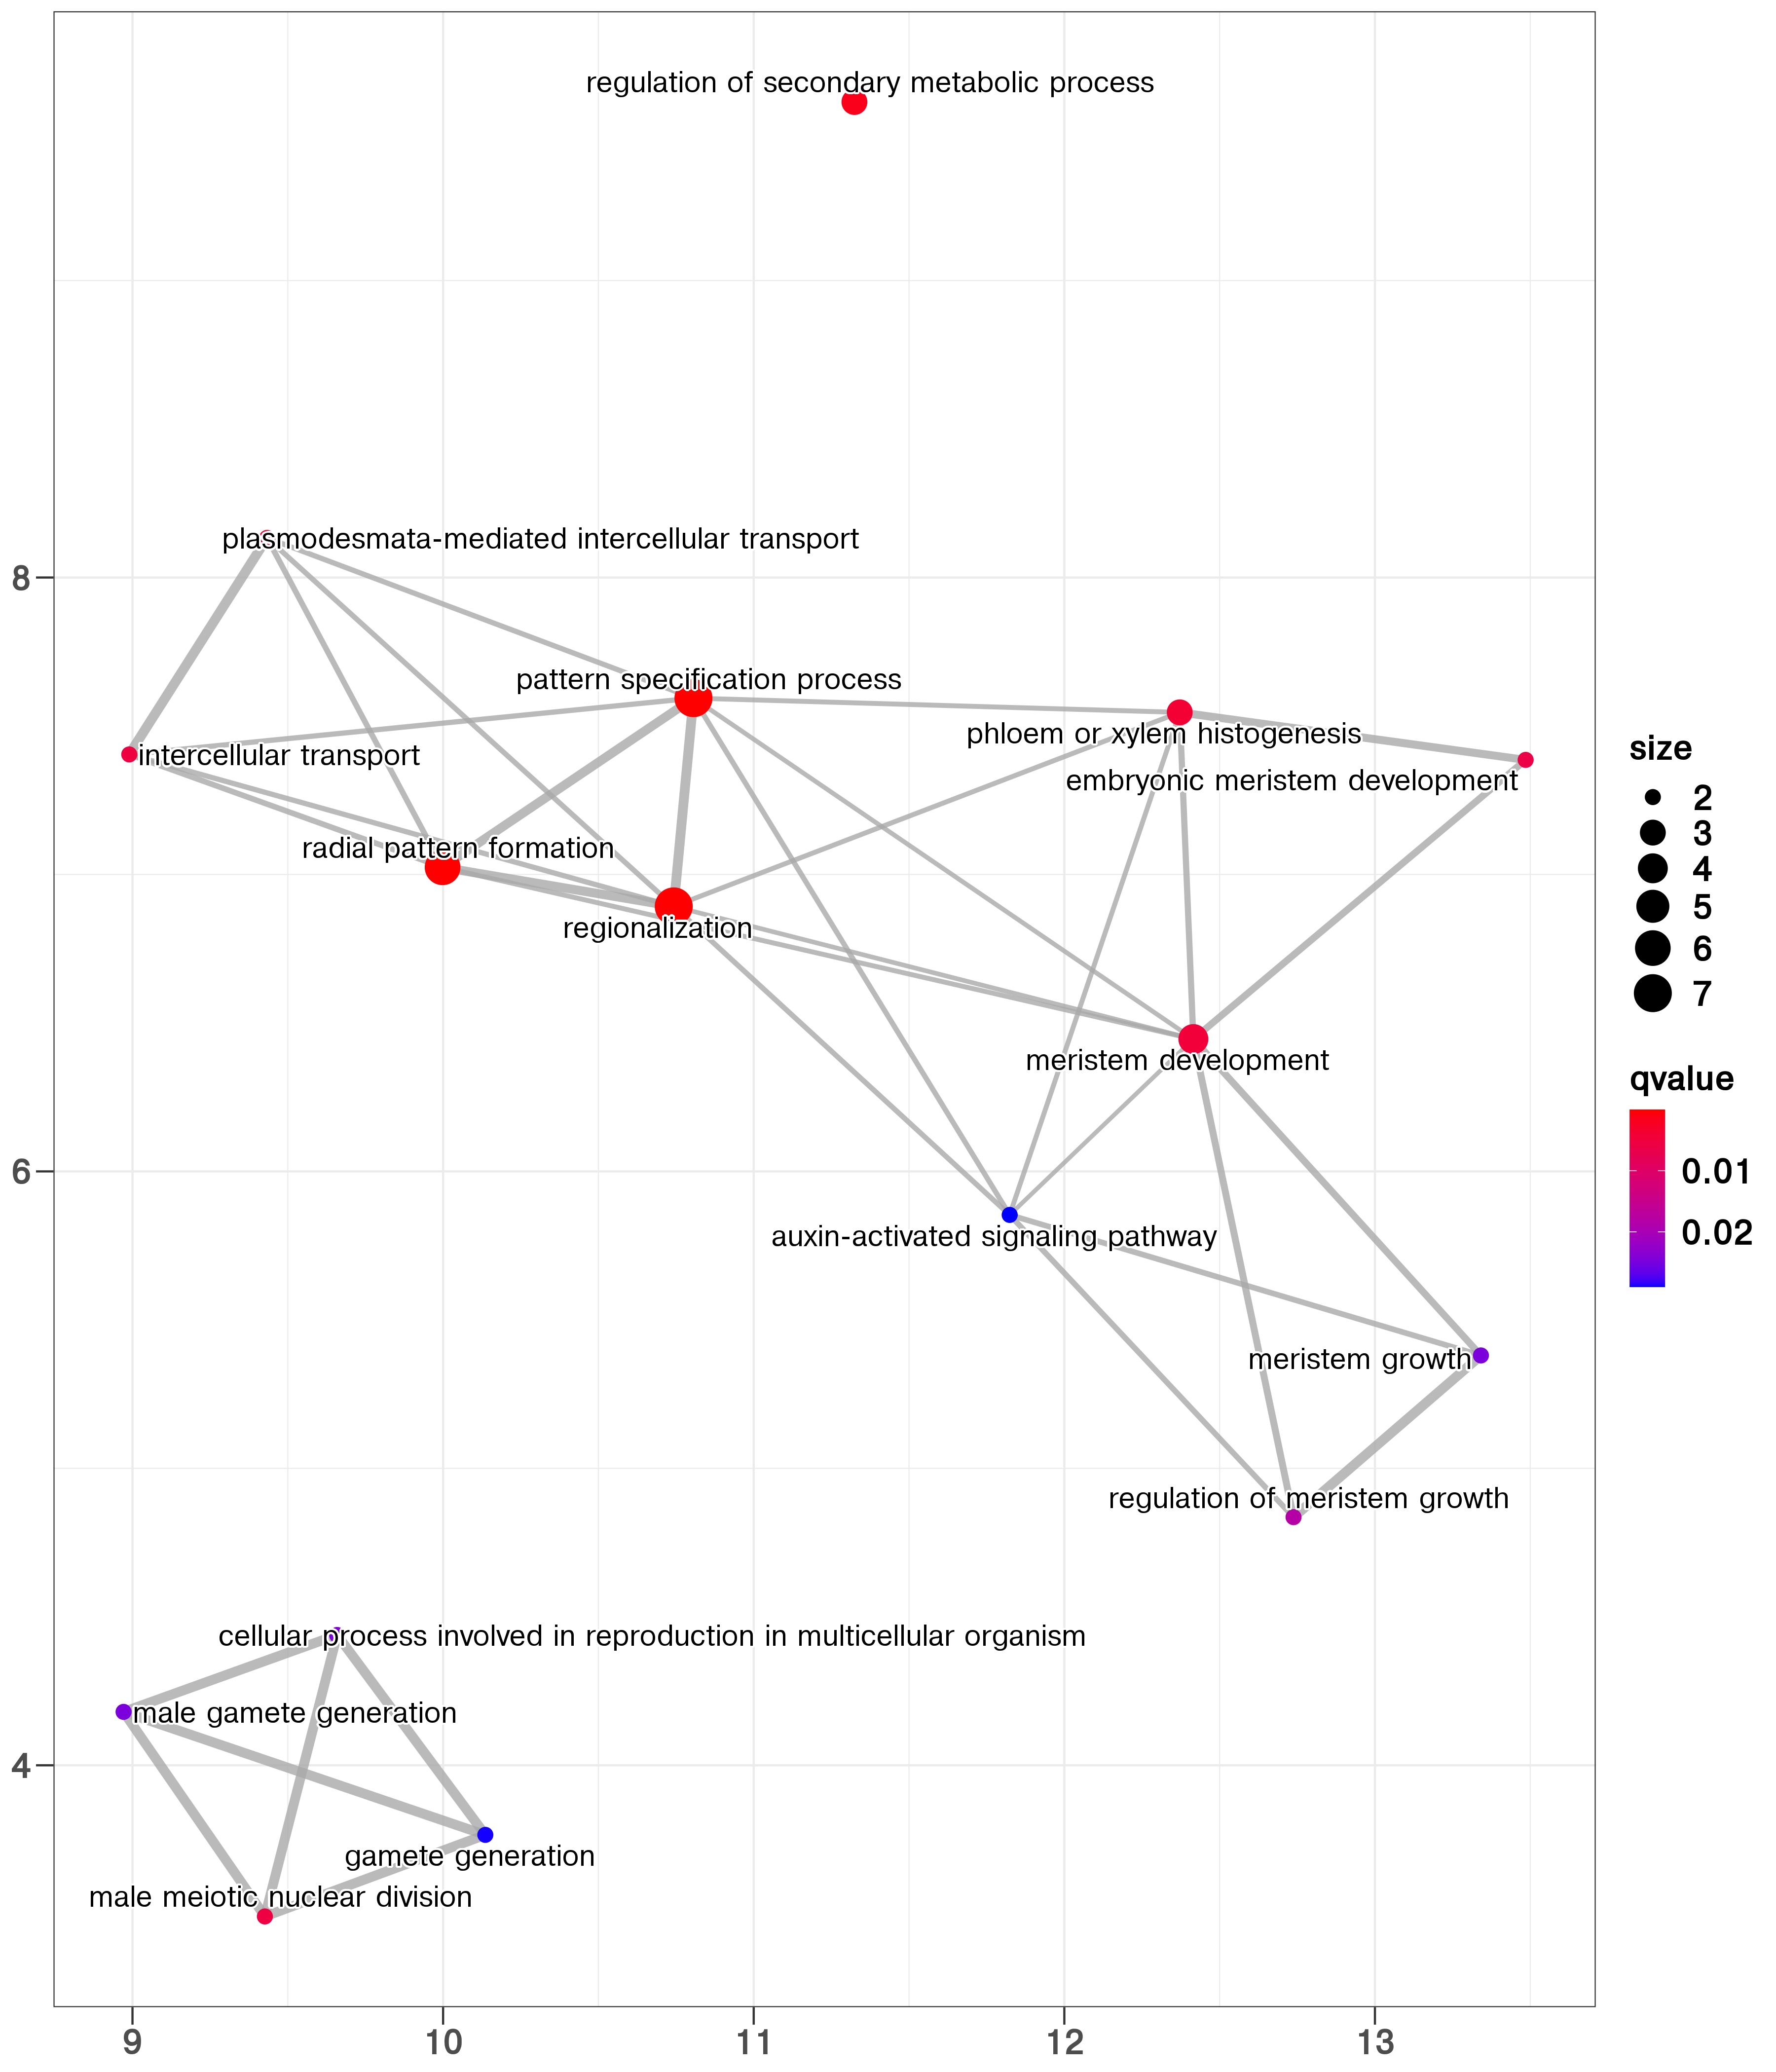 regulation of secondary metabolic process
plasmodesmata-mediated intercellular transport
8
pattern specification process
phloem or xylem histogenesis
intercellular transport
embryonic meristem development
radial pattern formation
regionalization
meristem development
6
auxin-activated signaling pathway
meristem growth
regulation of meristem growth
cellular process involved in reproduction in multicellular organism
male gamete generation
4
gamete generation
male meiotic nuclear division
9 10 11 12 13
size
2
3
4
5
6
7
qvalue
0.01
0.02